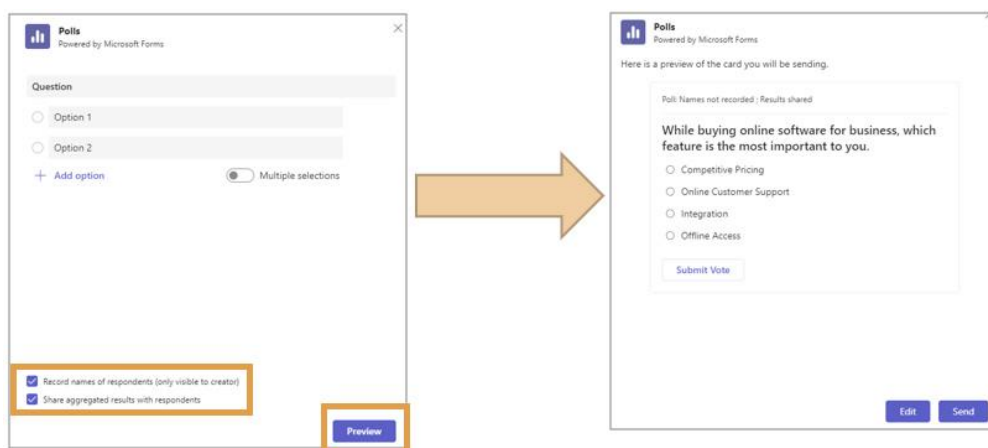 Polls
Powered by Microsoft Forms
Question
Option 1
Option 2
Add option
Multiple selections
Record names of respondents (only visible to creator)
Share aggregated results with respondents
Preview
Polls
Powered by Microsoft Forms
Here is a preview of the card you will be sending.
Poll: Names not recorded ; Results shared
While buying online software for business, which
feature is the most important to you.
Competitive Pricing
Online Customer Support
Integration
Offline Access
Submit Vote
Edit
Send